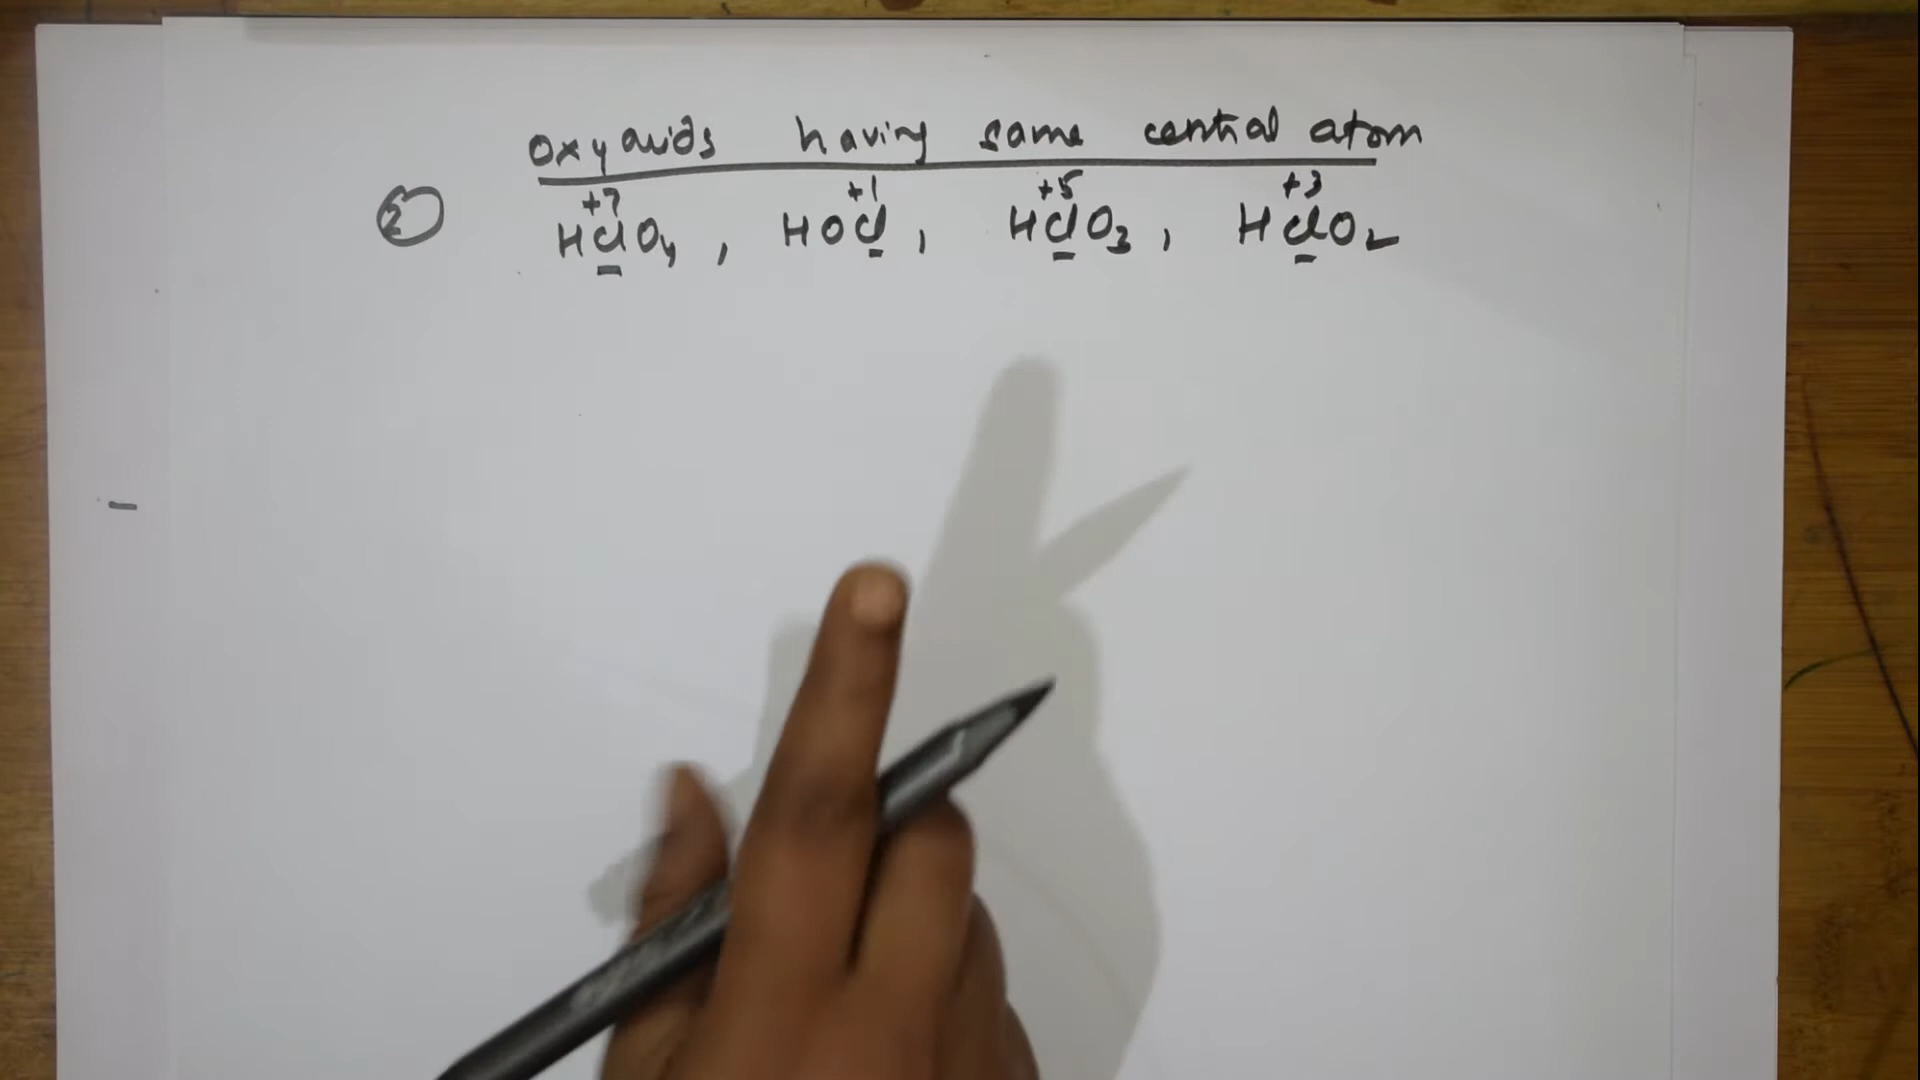 oxyacids having same central atom
+7 +1 +5 +3
② HClO4, HOCl, HClO3, HClO2